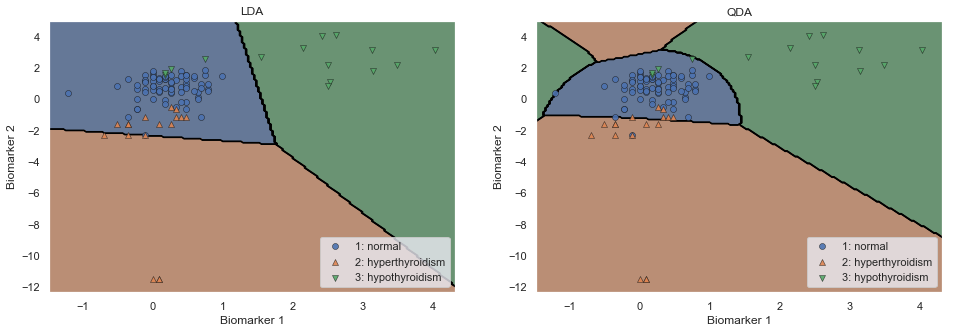 LDA
4
2
0
−2
−4
−6
−8
−10
−12
Biomarker 2
−1
0
1
2
3
4
Biomarker 1
1: normal
2: hyperthyroidism
3: hypothyroidism
QDA
4
2
0
−2
−4
−6
−8
−10
−12
Biomarker 2
−1
0
1
2
3
4
Biomarker 1
1: normal
2: hyperthyroidism
3: hypothyroidism